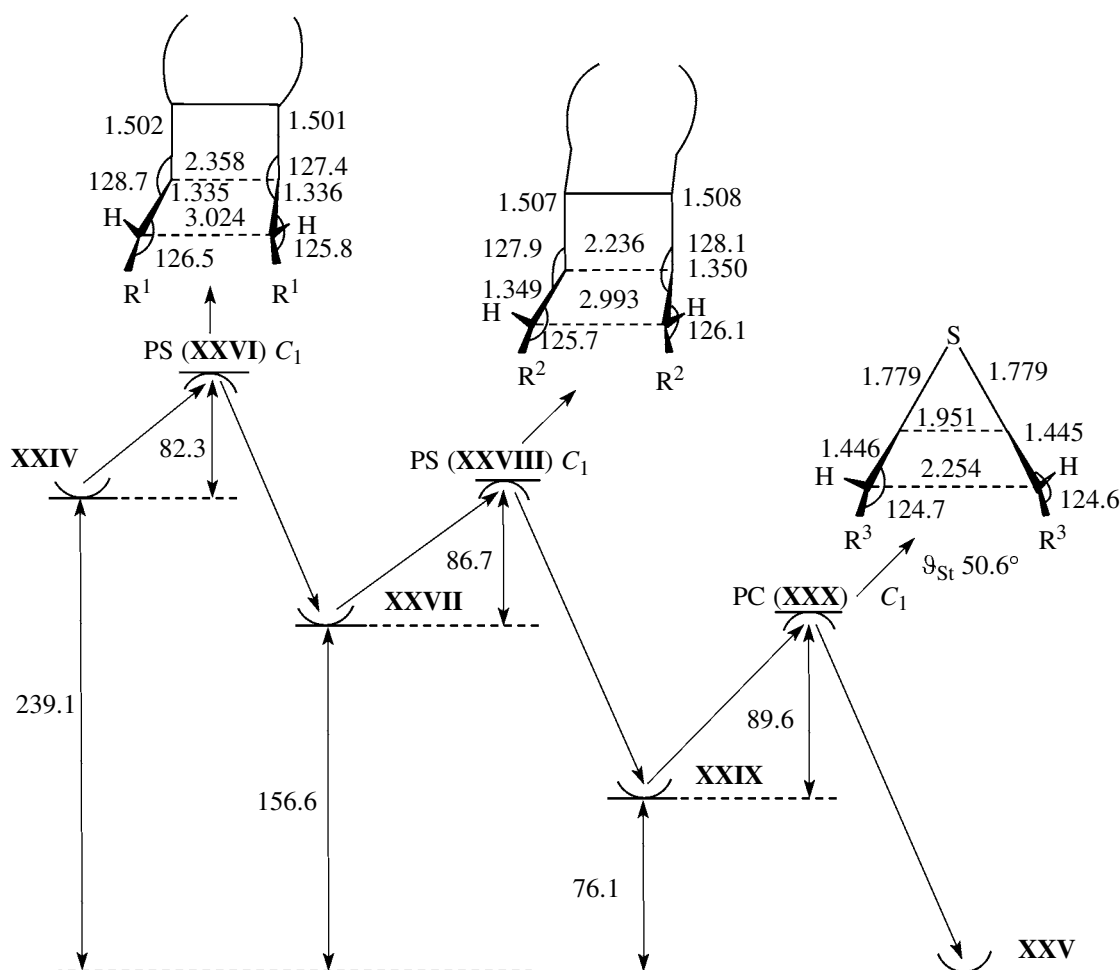 1.502
1.501
2.358
127.4
128.7
1.335
1.336
H
3.024
H
126.5
125.8
R1
R1
PS (XXVI) C1
1.507
1.508
127.9
2.236
128.1
1.350
1.349
2.993
H
H
125.7
126.1
R2
R2
S
1.779
1.779
1.951
1.446
1.445
2.254
H
H
124.7
124.6
R3
R3
ϑSt 50.6°
XXIV
82.3
PS (XXVIII) C1
86.7
XXVII
PC (XXX) C1
239.1
89.6
XXIX
156.6
76.1
XXV